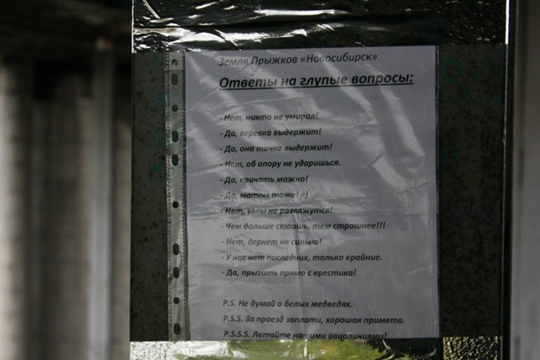 Земля Прыжков «Новосибирск»
Ответы на глупые вопросы:
- Нет, никто не умирал!
- Да, веревка выдержит!
- Да, она точно выдержит!
- Нет, об опору не ударишься.
- Да, кричать можно!
- Да, матом тоже! =)
- Нет, узлы не развяжутся!
- Чем дольше стоишь, тем страшнее!!!
- Нет, дернет не сильно!
- У нас нет последних, только крайние.
- Да, прыгать прямо с крестика!
P.S. Не думай о белых медведях.
P.S.S. За проезд заплати, хорошая примета.
P.S.S.S. Летайте нашими авиалиниями!